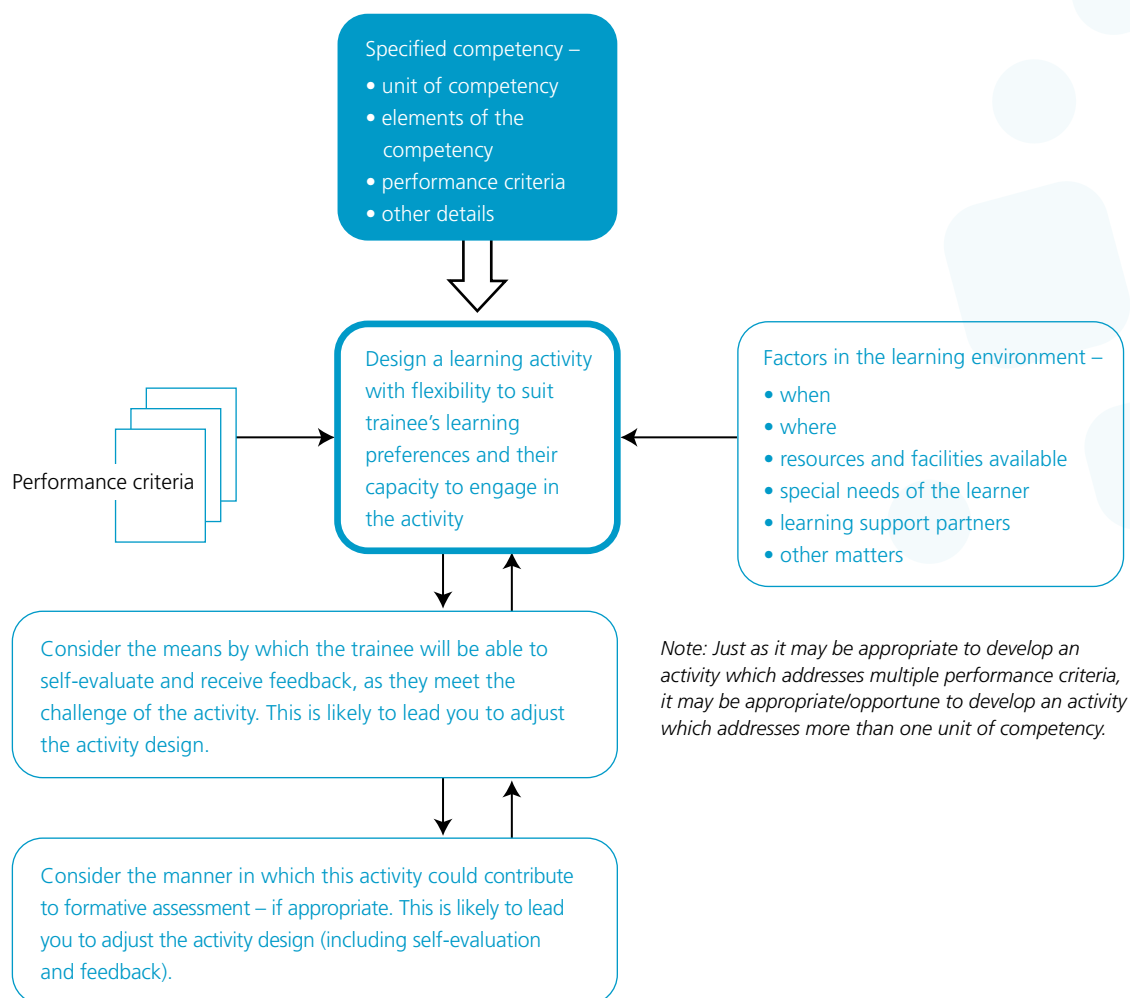 Specified competency –
• unit of competency
• elements of the
competency
• performance criteria
• other details
Design a learning activity
with flexibility to suit
trainee's learning
preferences and their
capacity to engage in
the activity
Performance criteria
Factors in the learning environment –
• when
• where
• resources and facilities available
• special needs of the learner
• learning support partners
• other matters
Consider the means by which the trainee will be able to
self-evaluate and receive feedback, as they meet the
challenge of the activity. This is likely to lead you to adjust
the activity design.
Note: Just as it may be appropriate to develop an
activity which addresses multiple performance criteria,
it may be appropriate/opportune to develop an activity
which addresses more than one unit of competency.
Consider the manner in which this activity could contribute
to formative assessment – if appropriate. This is likely to lead
you to adjust the activity design (including self-evaluation
and feedback).